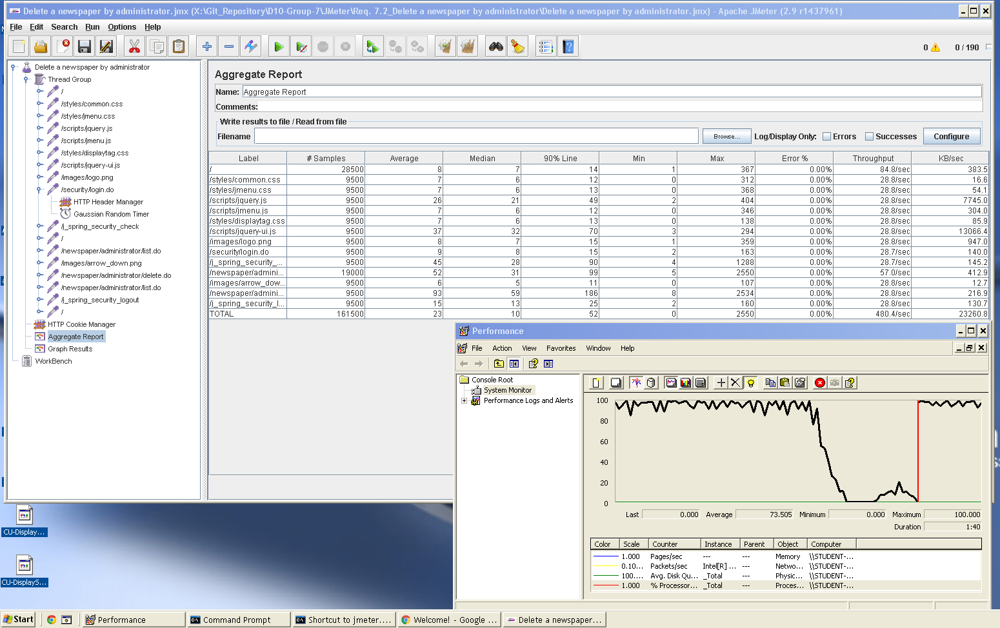 Delete a newspaper by administrator.jmx (X:\Git_Repository\D10-Group-7\JMeter\Req. 7.2_Delete a newspaper by administrator\Delete a newspaper by administrator.jmx) - Apache JMeter (2.9 r1437961)
File Edit Search Run Options Help
0 0 / 190
Delete a newspaper by administrator
Thread Group
/
/styles/common.css
/styles/jmenu.css
/scripts/jquery.js
/scripts/jmenu.js
/styles/displaytag.css
/scripts/jquery-ui.js
/images/logo.png
/security/login.do
HTTP Header Manager
Gaussian Random Timer
/j_spring_security_check
/
/newspaper/administrator/list.do
/images/arrow_down.png
/newspaper/administrator/delete.do
/newspaper/administrator/list.do
/j_spring_security_logout
/
HTTP Cookie Manager
Aggregate Report
Graph Results
WorkBench
Aggregate Report
Name: Aggregate Report
Comments:
Write results to file / Read from file
Filename Browse... Log/Display Only: Errors Successes Configure
Label # Samples Average Median 90% Line Min Max Error % Throughput KB/sec
/ 28500 8 7 14 1 367 0.00% 84.8/sec 383.5
/styles/common.css 9500 7 6 12 0 312 0.00% 28.8/sec 16.6
/styles/jmenu.css 9500 7 6 13 0 368 0.00% 28.8/sec 54.1
/scripts/jquery.js 9500 26 21 49 2 404 0.00% 28.8/sec 7745.0
/scripts/jmenu.js 9500 7 6 12 0 346 0.00% 28.8/sec 304.0
/styles/displaytag.css 9500 7 6 13 0 138 0.00% 28.8/sec 85.9
/scripts/jquery-ui.js 9500 37 32 70 3 294 0.00% 28.8/sec 13066.4
/images/logo.png 9500 8 7 15 1 359 0.00% 28.8/sec 947.0
/security/login.do 9500 9 8 15 2 163 0.00% 28.7/sec 140.0
/j_spring_security_... 9500 45 28 90 4 1288 0.00% 28.7/sec 145.2
/newspaper/admini... 19000 52 31 99 5 2550 0.00% 57.0/sec 412.9
/images/arrow_dow... 9500 6 5 11 0 107 0.00% 28.8/sec 12.7
/newspaper/admini... 9500 93 59 186 8 2534 0.00% 28.8/sec 216.9
/j_spring_security_l... 9500 15 13 25 2 160 0.00% 28.8/sec 130.7
TOTAL 161500 23 10 52 0 2550 0.00% 480.4/sec 23260.8
Performance
File Action View Favorites Window Help
Console Root
System Monitor
Performance Logs and Alerts
100
80
60
40
20
0
Last 0.000 Average 73.505 Minimum 0.000 Maximum 100.000
Duration 1:40
Color Scale Counter Instance Parent Object Computer
1.000 Pages/sec --- --- Memory \\STUDENT-...
0.10... Packets/sec Intel[R] ... --- Netwo... \\STUDENT-...
100.... Avg. Disk Qu... _Total --- Physic... \\STUDENT-...
1.000 % Processor... _Total --- Proces... \\STUDENT-...
CU-Display...
CU-DisplayS...
Start Performance Command Prompt Shortcut to jmeter.... Welcome! - Google ... Delete a newspaper...